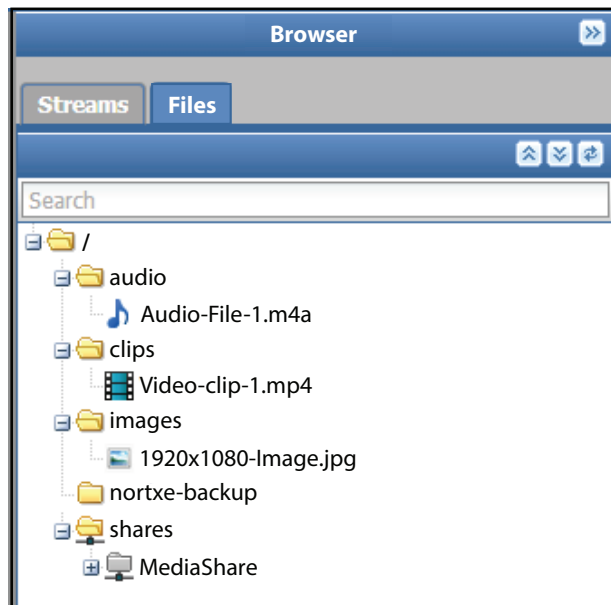 Browser
Streams Files
Search
/
audio
Audio-File-1.m4a
clips
Video-clip-1.mp4
images
1920x1080-Image.jpg
nortxe-backup
shares
MediaShare